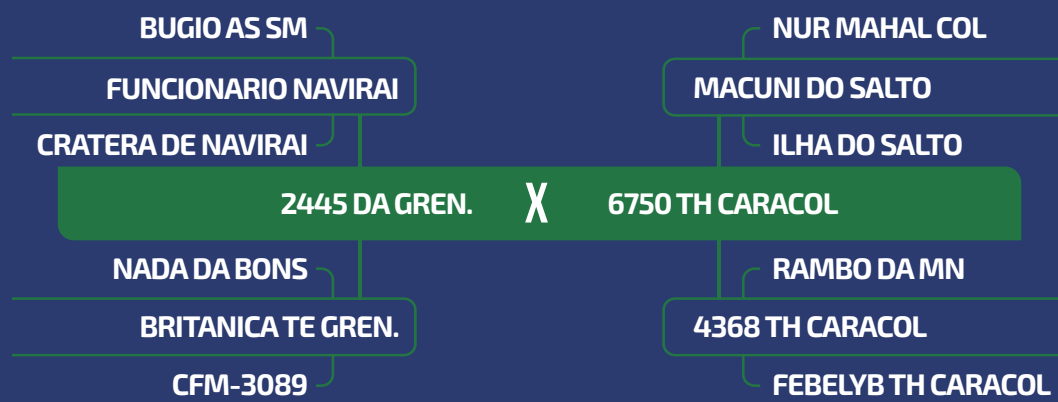 BUGIO AS SM
NUR MAHAL COL
FUNCIONARIO NAVIRAI
MACUNI DO SALTO
CRATERA DE NAVIRAI
ILHA DO SALTO
2445 DA GREN. X 6750 TH CARACOL
NADA DA BONS
RAMBO DA MN
BRITANICA TE GREN.
4368 TH CARACOL
CFM-3089
FEBELYB TH CARACOL